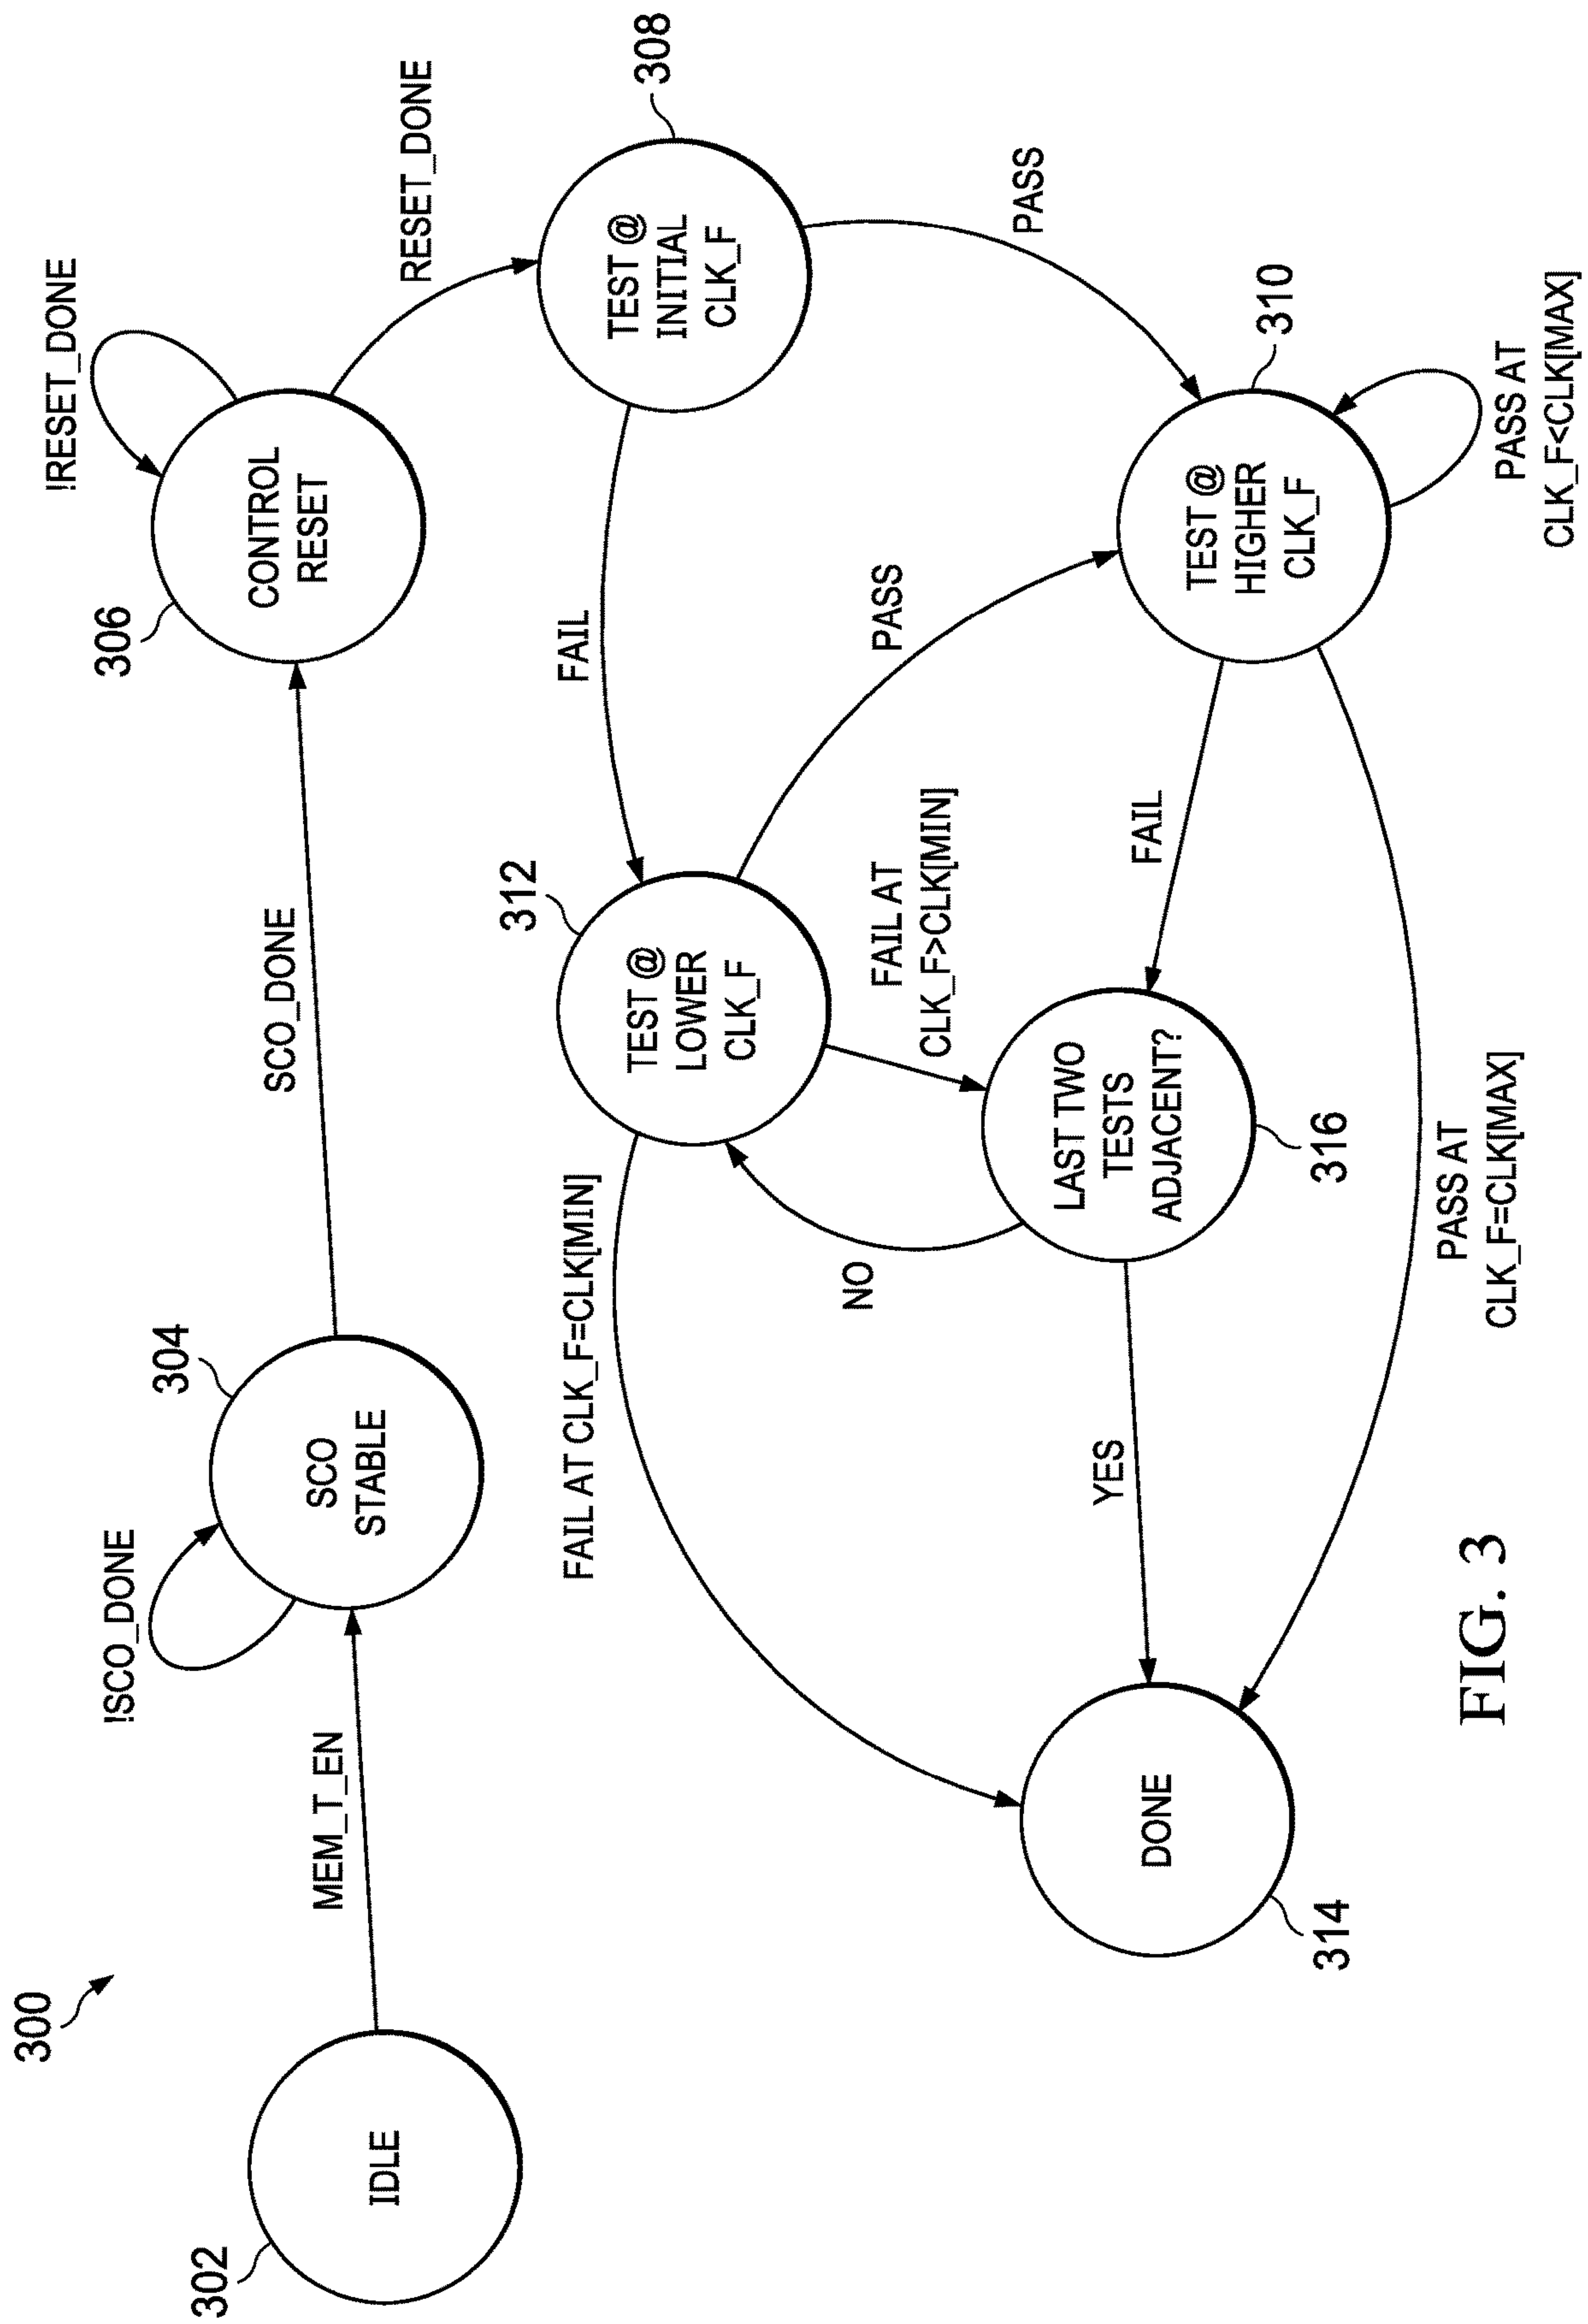 300
302
IDLE
MEM_T_EN
!SCO_DONE
304
SCO
STABLE
SCO_DONE
!RESET_DONE
306
CONTROL
RESET
RESET_DONE
308
TEST @
INITIAL
CLK_F
FAIL
PASS
312
TEST @
LOWER
CLK_F
PASS
310
TEST @
HIGHER
CLK_F
PASS AT
CLK_F<CLK[MAX]
FAIL AT
CLK_F>CLK[MIN]
FAIL
FAIL AT CLK_F=CLK[MIN]
NO
LAST TWO
TESTS
ADJACENT?
316
YES
PASS AT
CLK_F=CLK[MAX]
DONE
314
FIG. 3